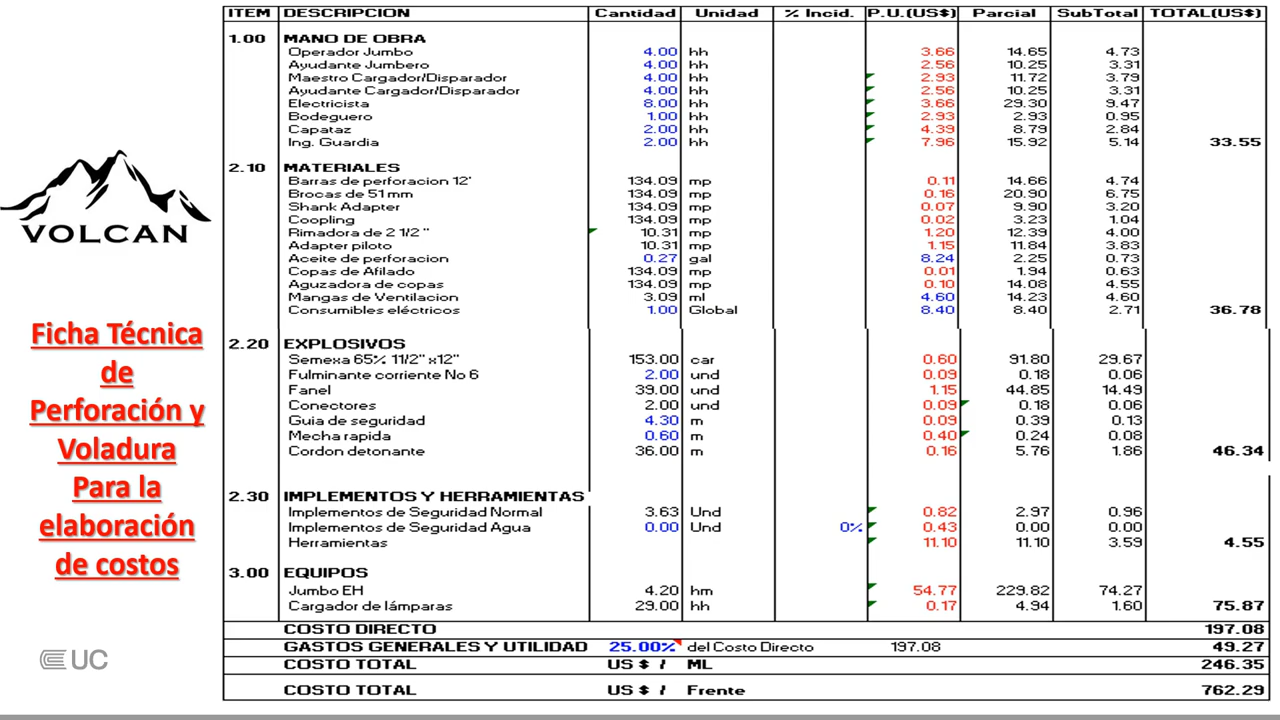 VOLCAN
Ficha Técnica
de
Perforación y
Voladura
Para la
elaboración
de costos
UC
ITEM DESCRIPCION Cantidad Unidad % Incid. P.U.(US$) Parcial SubTotal TOTAL(US$)
1.00 MANO DE OBRA
Operador Jumbo 4.00 hh 3.66 14.65 4.73
Ayudante Jumbero 4.00 hh 2.56 10.25 3.31
Maestro Cargador/Disparador 4.00 hh 2.93 11.72 3.79
Ayudante Cargador/Disparador 4.00 hh 2.56 10.25 3.31
Electricista 8.00 hh 3.66 29.30 9.47
Bodeguero 1.00 hh 2.93 2.93 0.95
Capataz 2.00 hh 4.39 8.79 2.84
Ing. Guardia 2.00 hh 7.96 15.92 5.14 33.55
2.10 MATERIALES
Barras de perforacion 12' 134.09 mp 0.11 14.66 4.74
Brocas de 51 mm 134.09 mp 0.16 20.90 6.75
Shank Adapter 134.09 mp 0.07 9.90 3.20
Coopling 134.09 mp 0.02 3.23 1.04
Rimadora de 2 1/2 " 10.31 mp 1.20 12.39 4.00
Adapter piloto 10.31 mp 1.15 11.84 3.83
Aceite de perforacion 0.27 gal 8.24 2.25 0.73
Copas de Afilado 134.09 mp 0.01 1.94 0.63
Aguzadora de copas 134.09 mp 0.10 14.08 4.55
Mangas de Ventilacion 3.09 ml 4.60 14.23 4.60
Consumibles eléctricos 1.00 Global 8.40 8.40 2.71 36.78
2.20 EXPLOSIVOS
Semexa 65% 11/2" x12" 153.00 car 0.60 91.80 29.67
Fulminante corriente No 6 2.00 und 0.09 0.18 0.06
Fanel 39.00 und 1.15 44.85 14.49
Conectores 2.00 und 0.09 0.18 0.06
Guia de seguridad 4.30 m 0.09 0.39 0.13
Mecha rapida 0.60 m 0.40 0.24 0.08
Cordon detonante 36.00 m 0.16 5.76 1.86 46.34
2.30 IMPLEMENTOS Y HERRAMIENTAS
Implementos de Seguridad Normal 3.63 Und 0.82 2.97 0.96
Implementos de Seguridad Agua 0.00 Und 0% 0.43 0.00 0.00
Herramientas 11.10 11.10 3.59 4.55
3.00 EQUIPOS
Jumbo EH 4.20 hm 54.77 229.82 74.27
Cargador de lámparas 29.00 hh 0.17 4.94 1.60 75.87
COSTO DIRECTO 197.08
GASTOS GENERALES Y UTILIDAD 25.00% del Costo Directo 197.08 49.27
COSTO TOTAL US $ / ML 246.35
COSTO TOTAL US $ / Frente 762.29